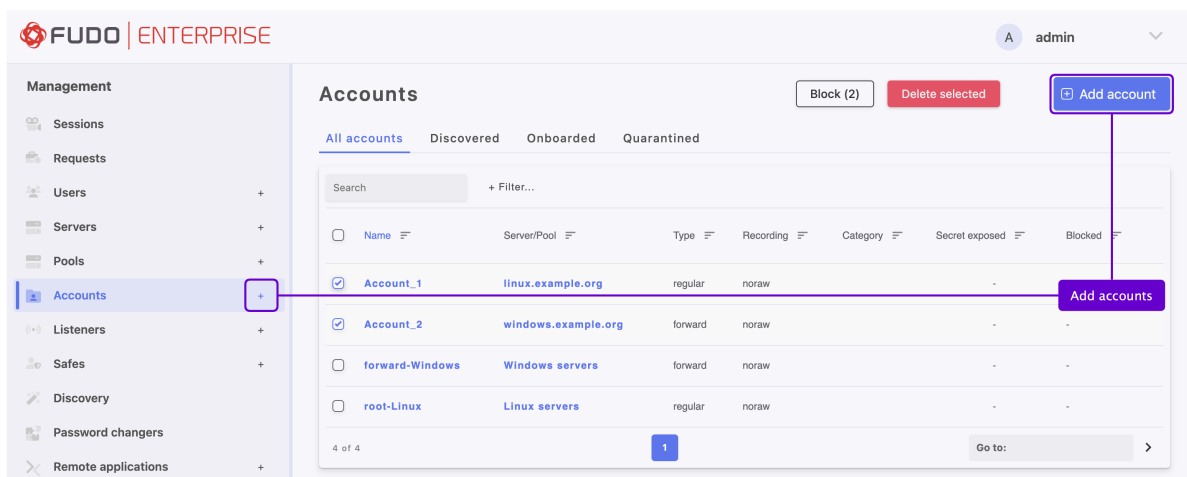 FUDO ENTERPRISE
A admin
Management
Sessions
Requests
Users +
Servers +
Pools +
Accounts +
Listeners +
Safes +
Discovery
Password changers
Remote applications +
Accounts
Block (2) Delete selected Add account
All accounts Discovered Onboarded Quarantined
Search + Filter...
Name Server/Pool Type Recording Category Secret exposed Blocked
Account_1 linux.example.org regular noraw -
Add accounts
Account_2 windows.example.org forward noraw - -
forward-Windows Windows servers forward noraw - -
root-Linux Linux servers regular noraw - -
4 of 4 1 Go to: